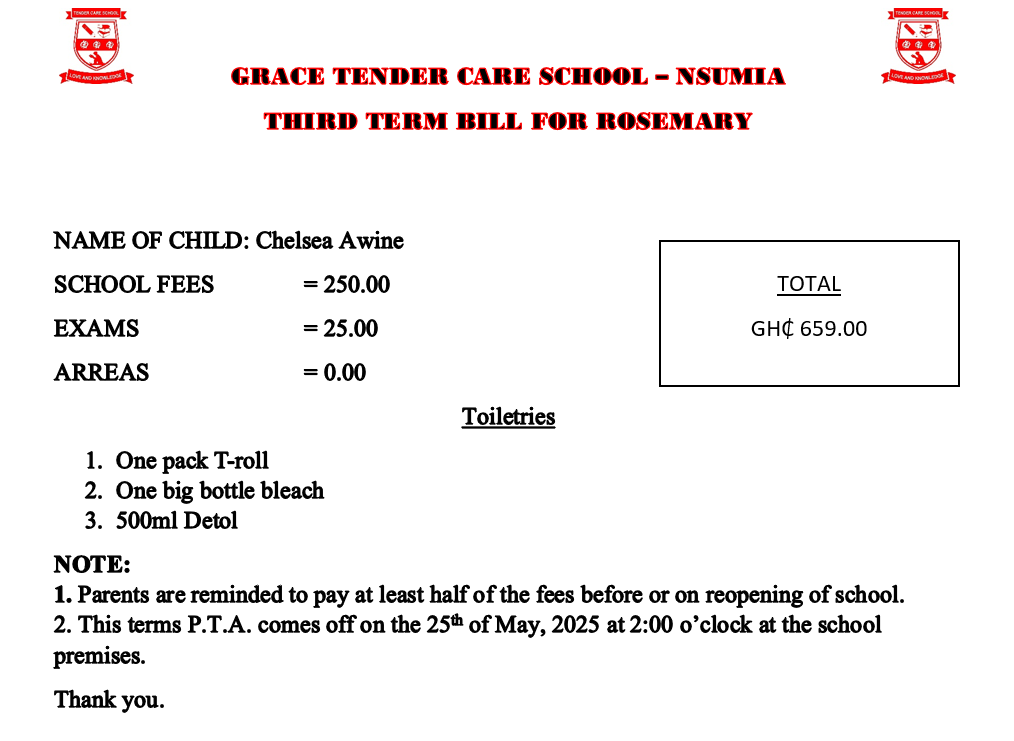 TENDER CARE SCHOOL
LOVE AND KNOWLEDGE
TENDER CARE SCHOOL
LOVE AND KNOWLEDGE
GRACE TENDER CARE SCHOOL – NSUMIA
THIRD TERM BILL FOR ROSEMARY
NAME OF CHILD: Chelsea Awine
SCHOOL FEES = 250.00
EXAMS = 25.00
ARREAS = 0.00
TOTAL
GH₵ 659.00
Toiletries
1. One pack T-roll
2. One big bottle bleach
3. 500ml Detol
NOTE:
1. Parents are reminded to pay at least half of the fees before or on reopening of school.
2. This terms P.T.A. comes off on the 25th of May, 2025 at 2:00 o’clock at the school
premises.
Thank you.